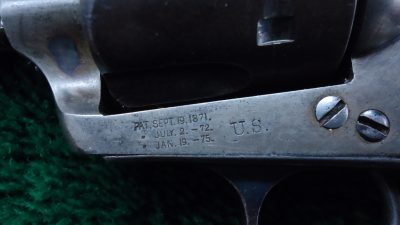 PAT. SEPT. 19. 1871.
" JULY. 2. -72. U.S.
" JAN. 19. -75.